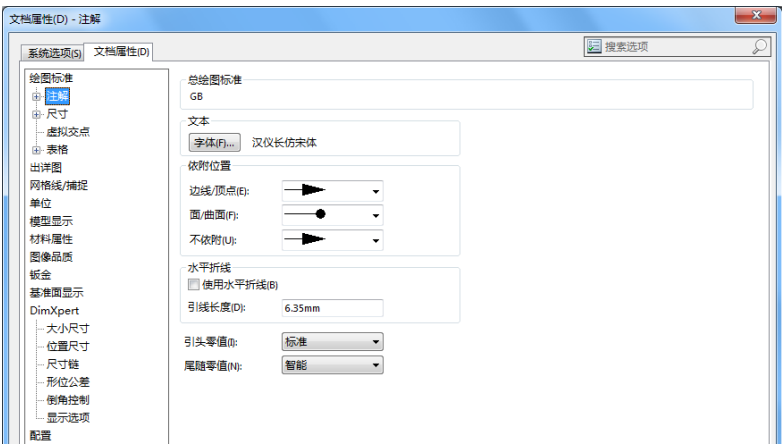 文档属性(D) - 注解
系统选项(S) 文档属性(D)
搜索选项
绘图标准
注解
尺寸
虚拟交点
表格
出详图
网格线/捕捉
单位
模型显示
材料属性
图像品质
钣金
基准面显示
DimXpert
大小尺寸
位置尺寸
尺寸链
形位公差
倒角控制
显示选项
配置
总绘图标准
GB
文本
字体(F)... 汉仪长仿宋体
依附位置
边线/顶点(E):
面/曲面(F):
不依附(U):
水平折线
使用水平折线(B)
引线长度(D): 6.35mm
引头零值(I): 标准
尾随零值(N): 智能